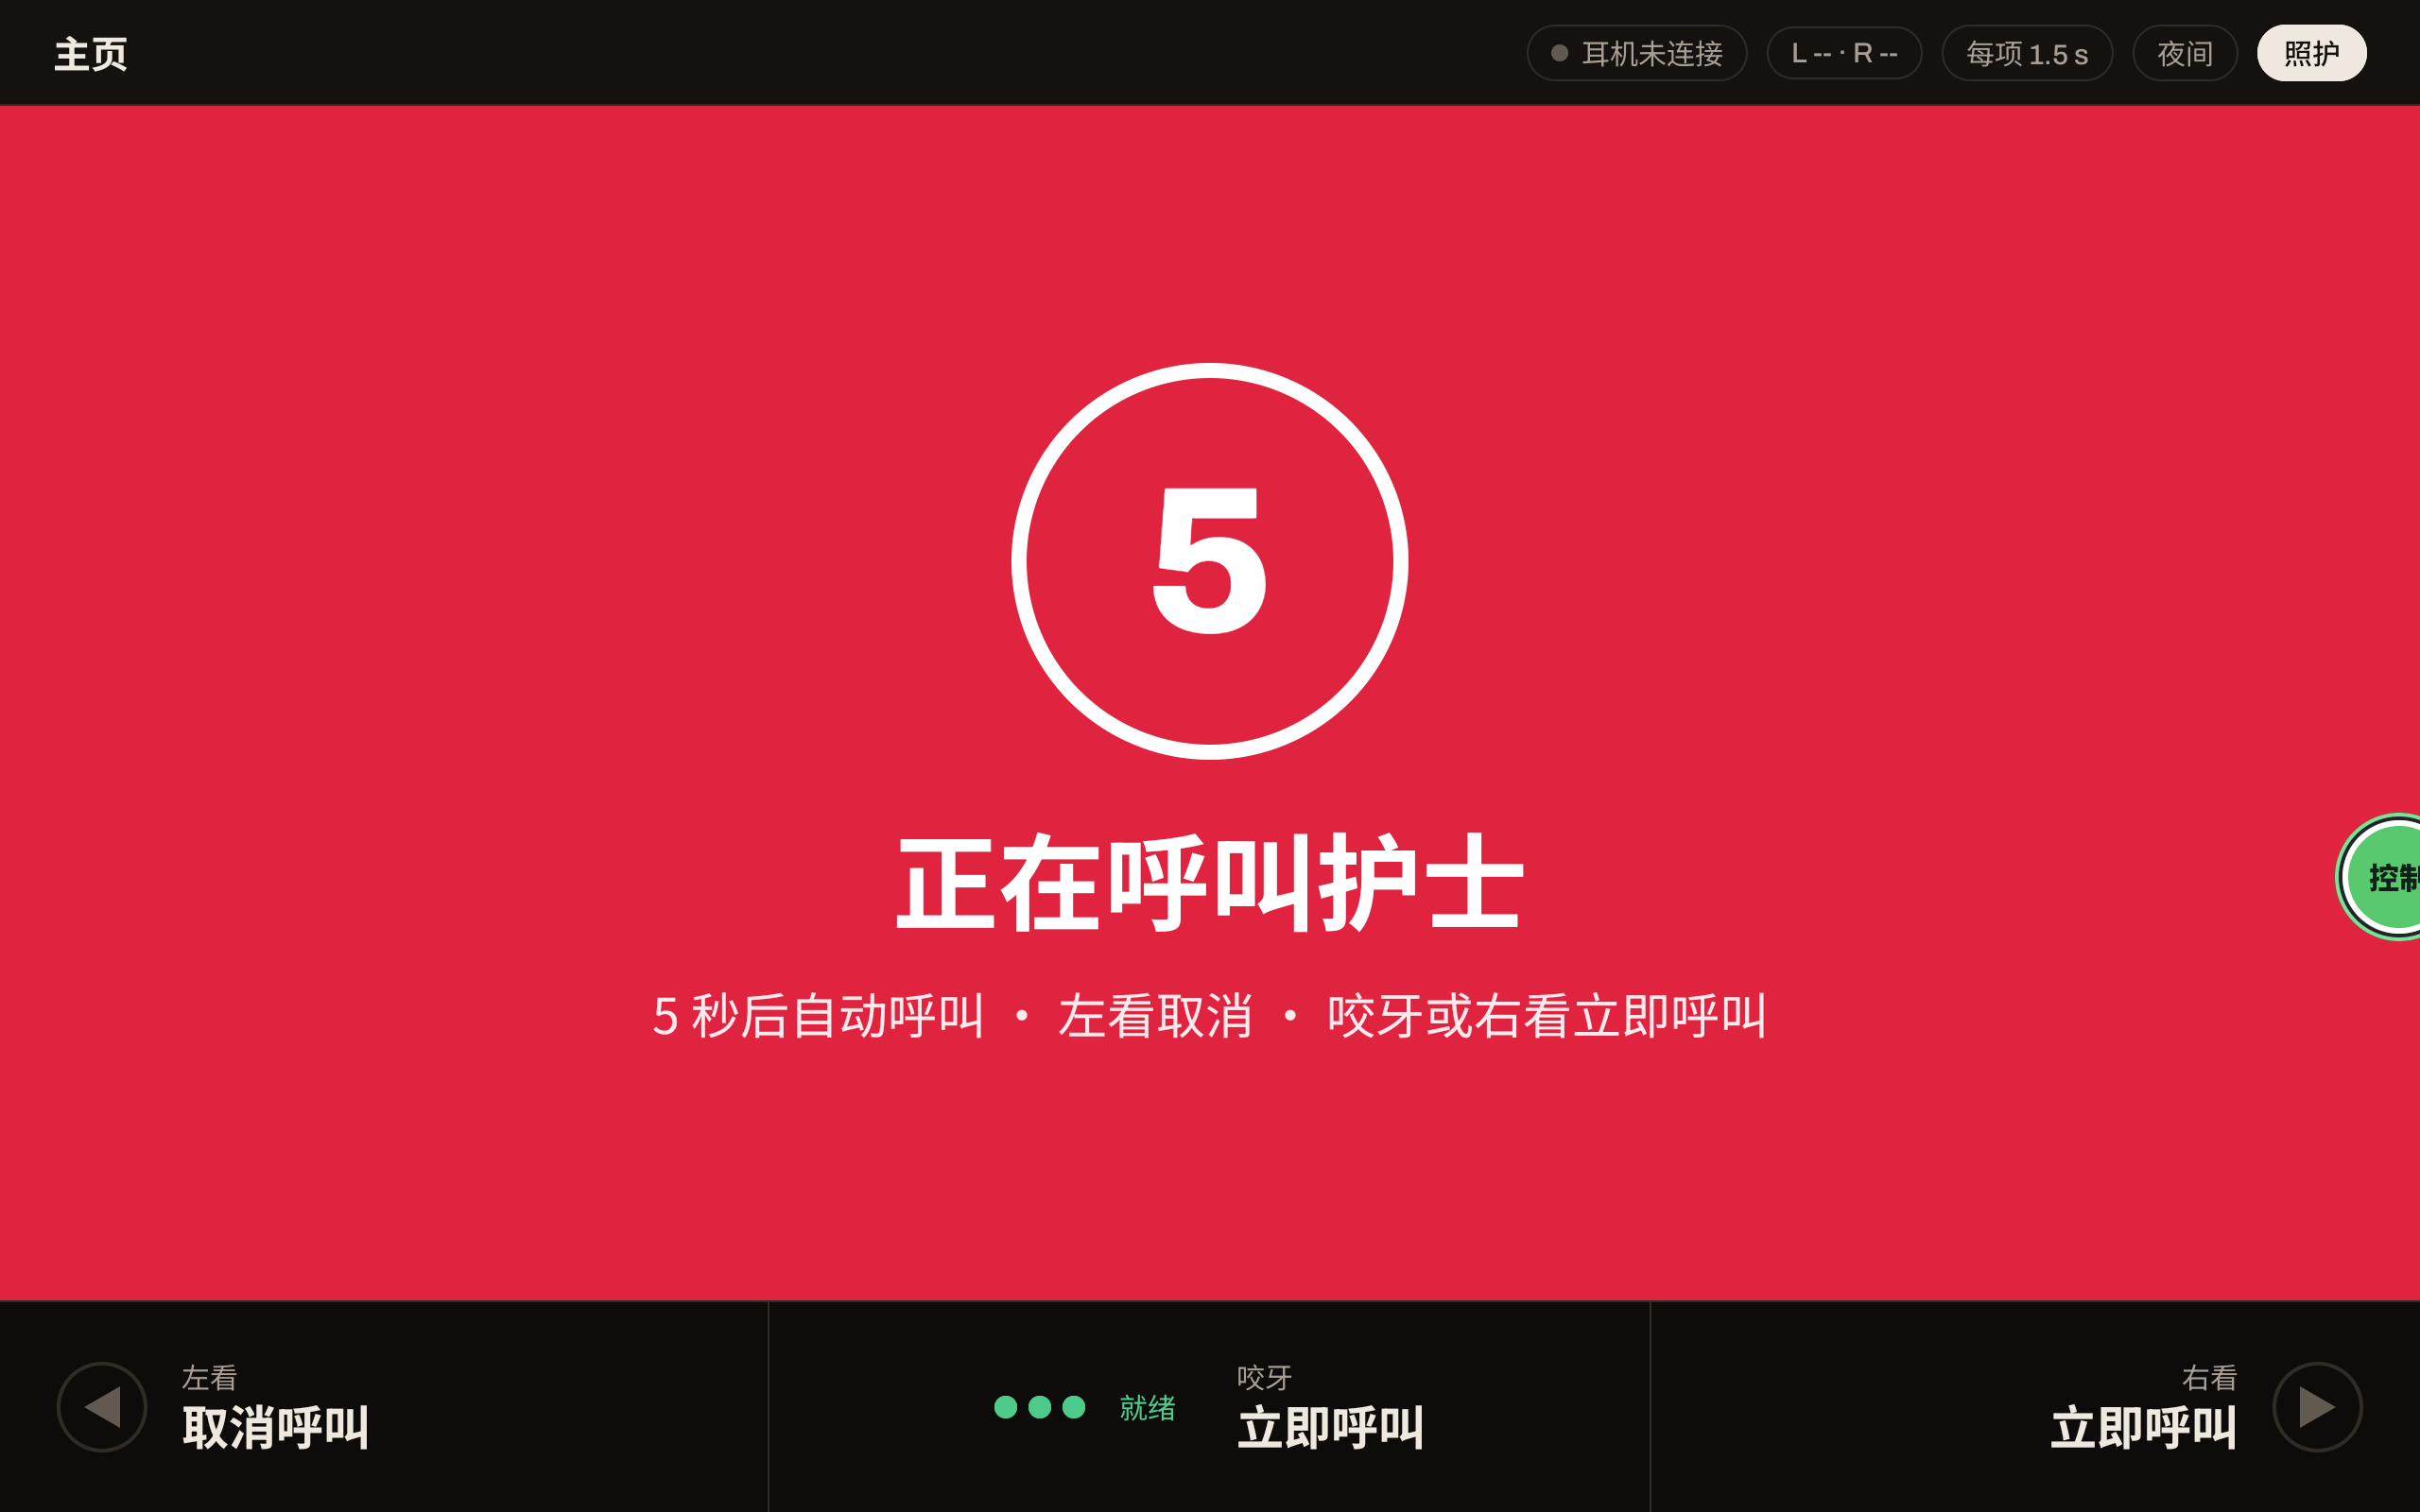 主页
耳机未连接
L -- · R --
每项 1.5 s
夜间
照护
5
正在呼叫护士
5 秒后自动呼叫 · 左看取消 · 咬牙或右看立即呼叫
控制
左看
取消呼叫
就绪
咬牙
立即呼叫
右看
立即呼叫